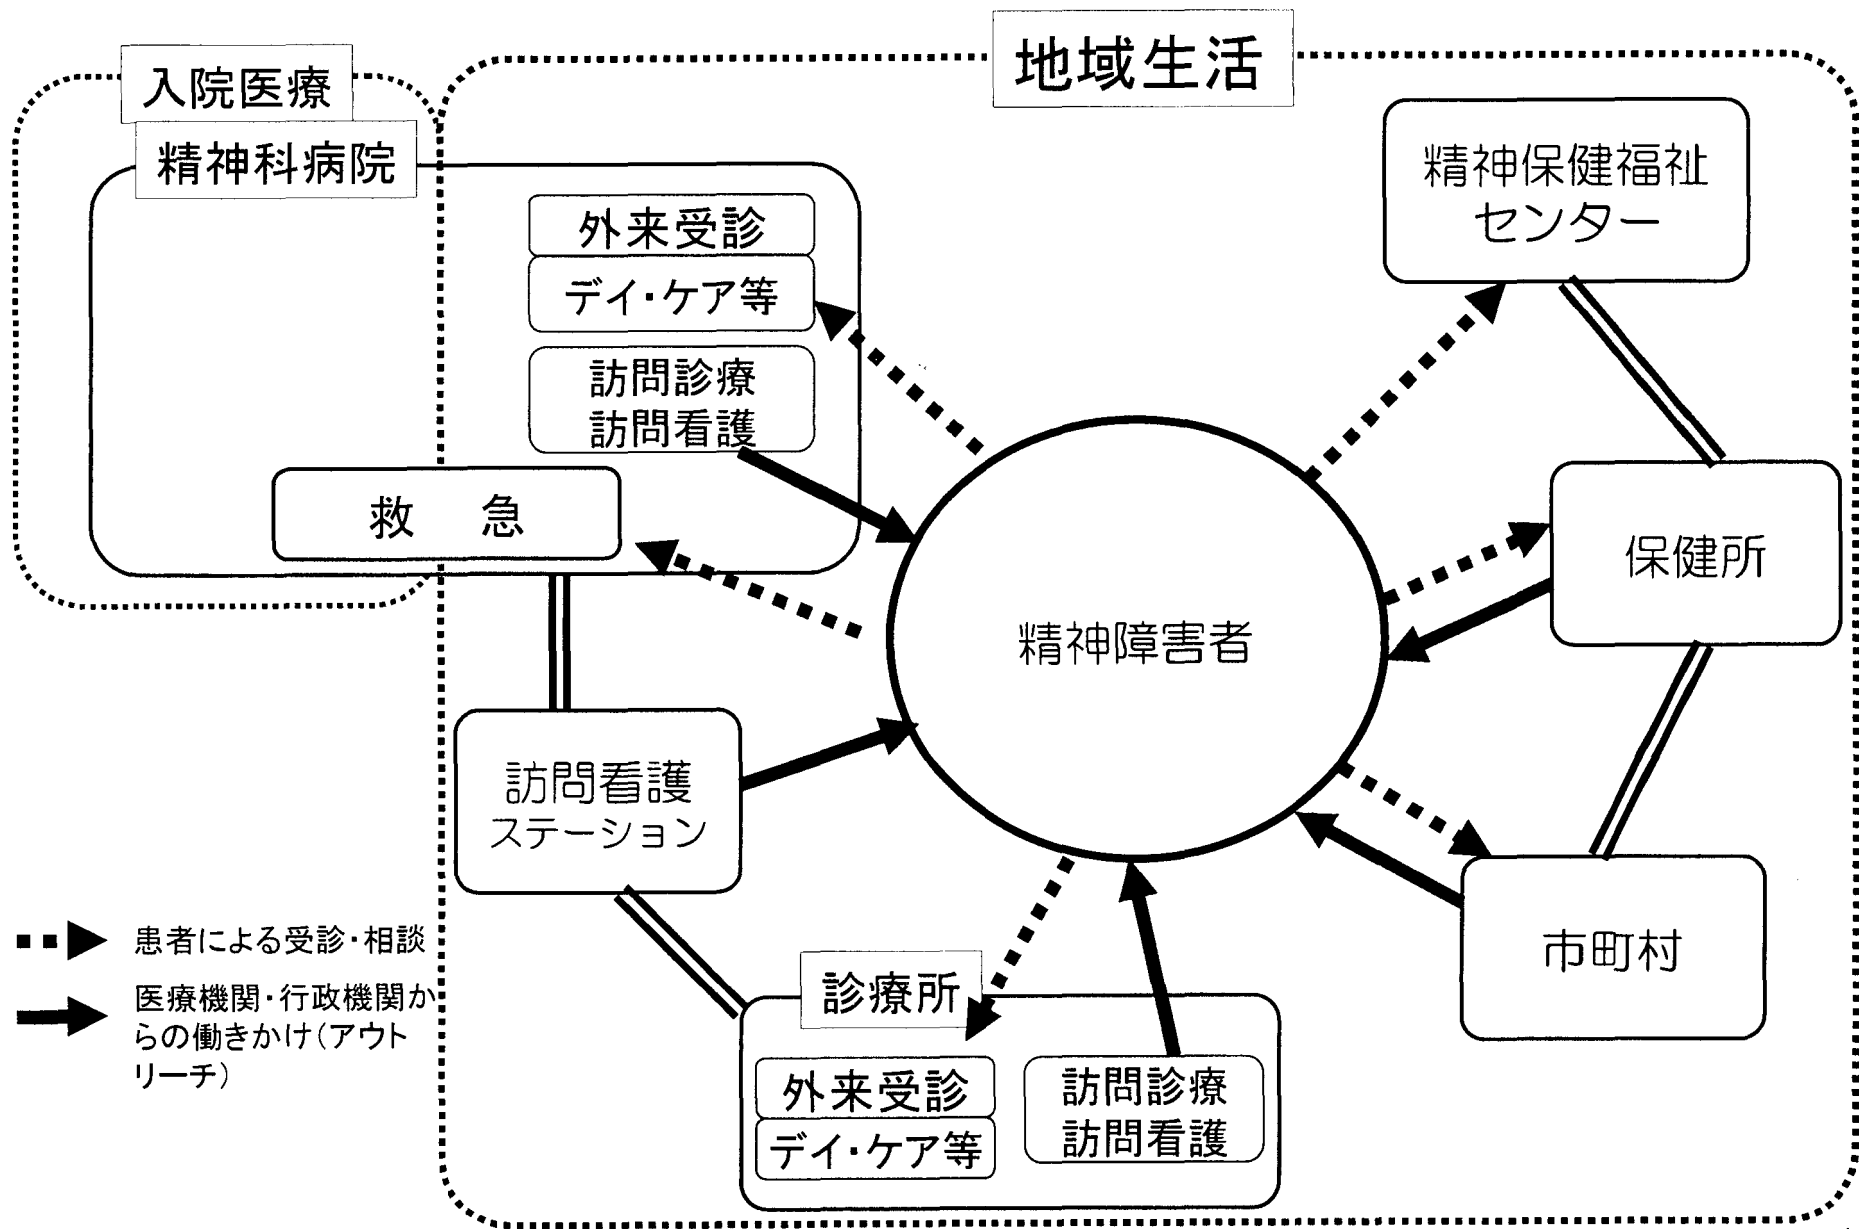 地域生活
入院医療
精神科病院
外来受診
デイ・ケア等
訪問診療
訪問看護
救　急
精神保健福祉
センター
保健所
精神障害者
訪問看護
ステーション
市町村
診療所
外来受診
デイ・ケア等
訪問診療
訪問看護
患者による受診・相談
医療機関・行政機関か
らの働きかけ(アウト
リーチ)